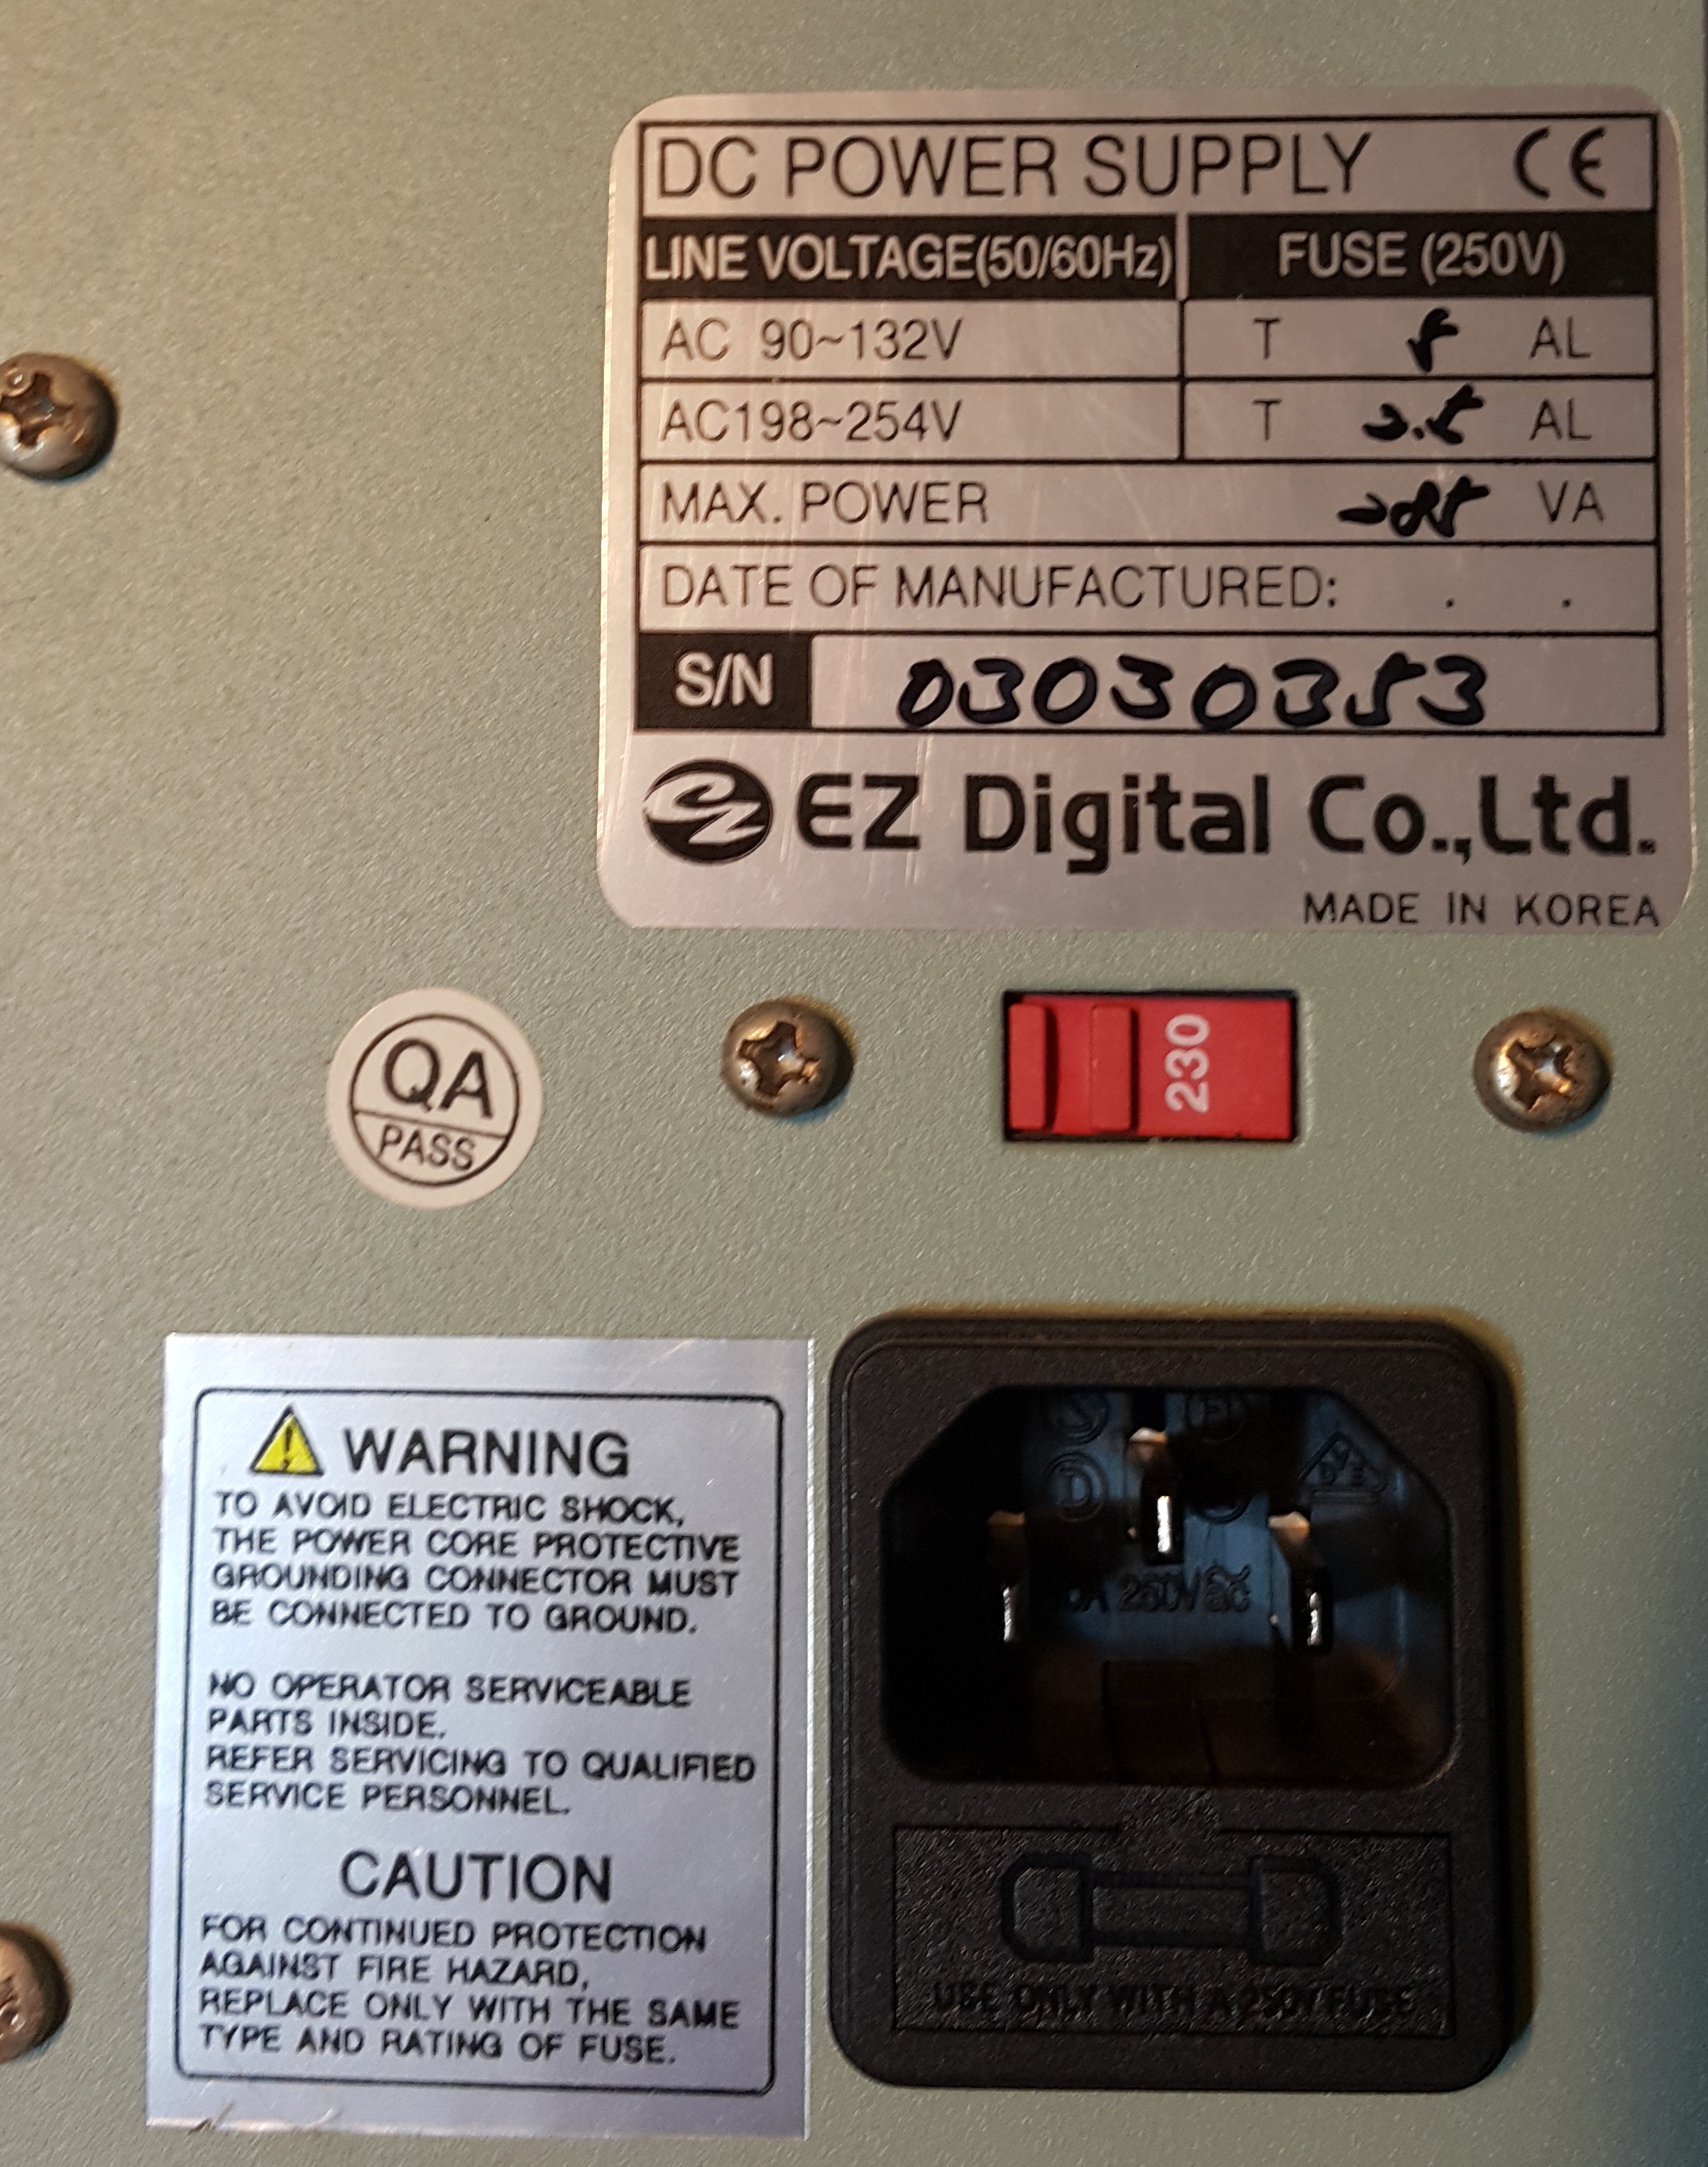 DC POWER SUPPLY CE
LINE VOLTAGE(50/60Hz) FUSE (250V)
AC 90~132V T 5 AL
AC198~254V T 2.5 AL
MAX. POWER VA
DATE OF MANUFACTURED: . .
S/N 03030353
EZ Digital Co.,Ltd.
MADE IN KOREA
QA
PASS
230
WARNING
TO AVOID ELECTRIC SHOCK,
THE POWER CORE PROTECTIVE
GROUNDING CONNECTOR MUST
BE CONNECTED TO GROUND.
NO OPERATOR SERVICEABLE
PARTS INSIDE.
REFER SERVICING TO QUALIFIED
SERVICE PERSONNEL.
CAUTION
FOR CONTINUED PROTECTION
AGAINST FIRE HAZARD,
REPLACE ONLY WITH THE SAME
TYPE AND RATING OF FUSE.
250V
USE ONLY WITH A 250V FUSE